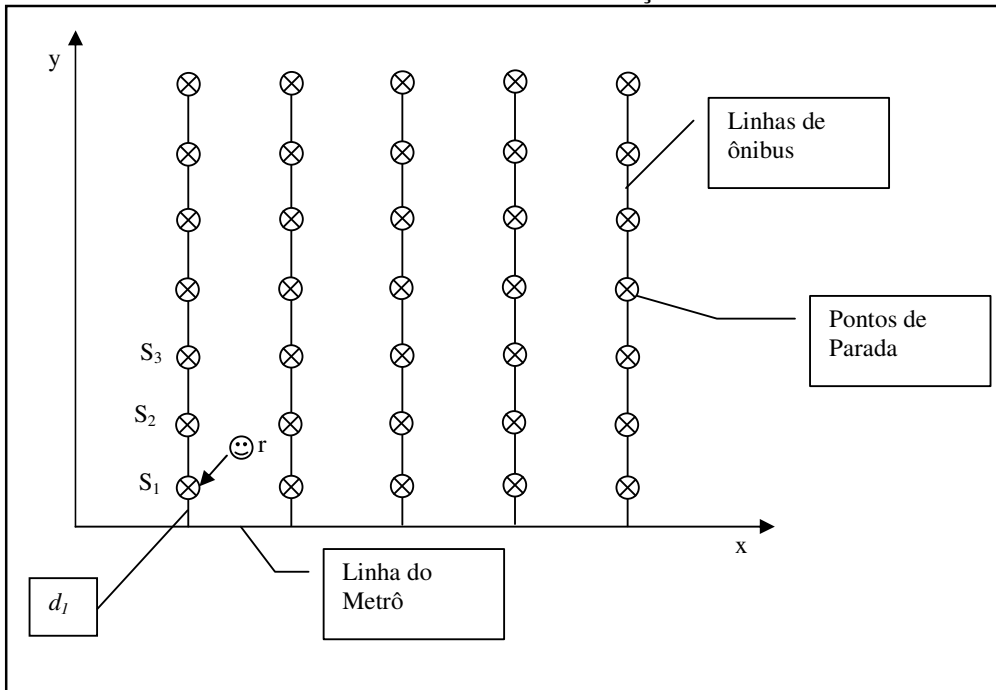 y
Linhas de
ônibus
Pontos de
Parada
S3
S2
r
S1
x
Linha do
Metrô
d1